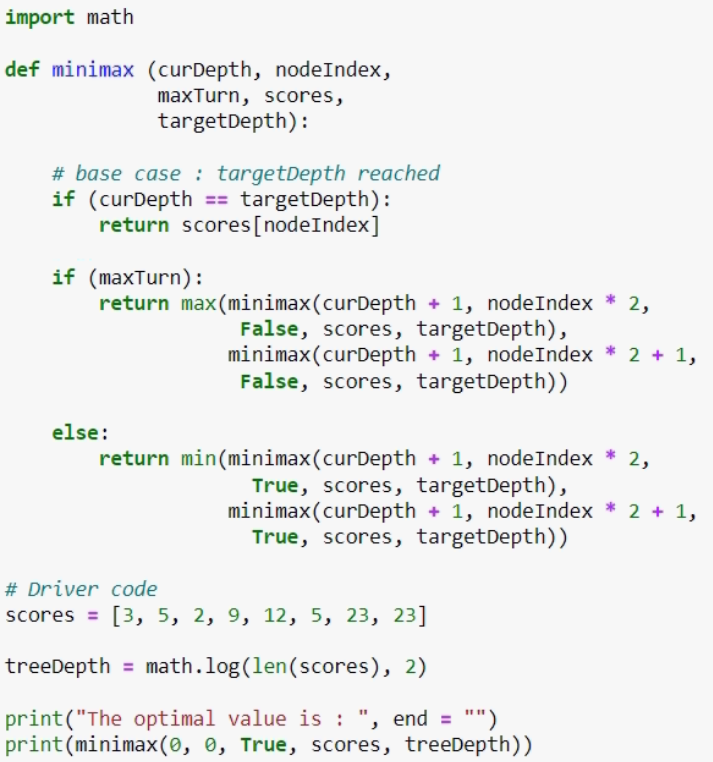 import math
def minimax (curDepth, nodeIndex,
maxTurn, scores,
targetDepth):
# base case : targetDepth reached
if (curDepth == targetDepth):
return scores[nodeIndex]
if (maxTurn):
return max(minimax(curDepth + 1, nodeIndex * 2,
False, scores, targetDepth),
minimax(curDepth + 1, nodeIndex * 2 + 1,
False, scores, targetDepth))
else:
return min(minimax(curDepth + 1, nodeIndex * 2,
True, scores, targetDepth),
minimax(curDepth + 1, nodeIndex * 2 + 1,
True, scores, targetDepth))
# Driver code
scores = [3, 5, 2, 9, 12, 5, 23, 23]
treeDepth = math.log(len(scores), 2)
print("The optimal value is : ", end = "")
print(minimax(0, 0, True, scores, treeDepth))